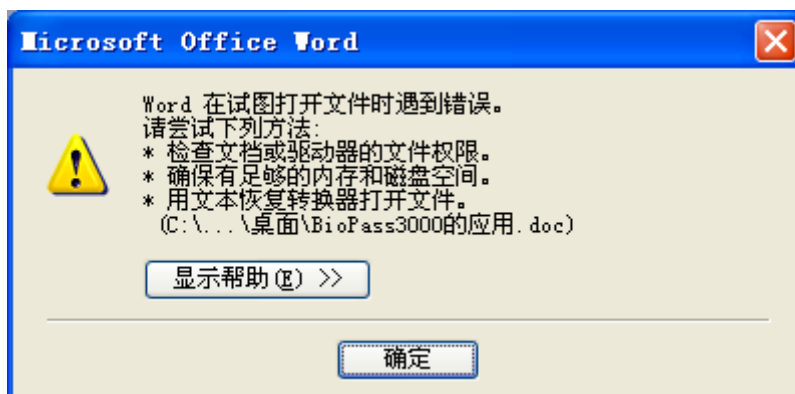 Microsoft Office Word
Word 在试图打开文件时遇到错误。
请尝试下列方法:
* 检查文档或驱动器的文件权限。
* 确保有足够的内存和磁盘空间。
* 用文本恢复转换器打开文件。
(C:\...\桌面\BioPass3000的应用.doc)
显示帮助(E) >>
确定